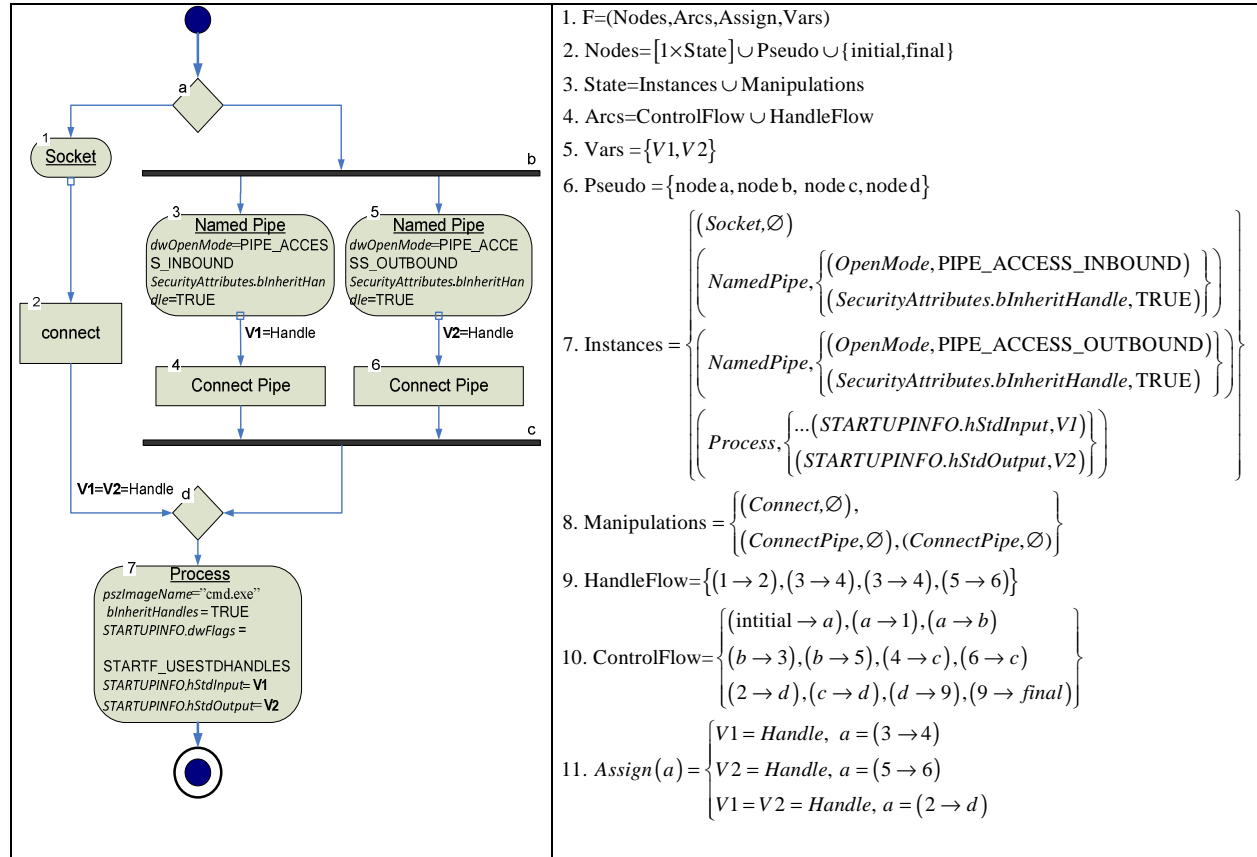 a
1
Socket
b
3
Named Pipe
dwOpenMode=PIPE_ACCES
S_INBOUND
SecurityAttributes.bInheritHan
dle=TRUE
5
Named Pipe
dwOpenMode=PIPE_ACCE
SS_OUTBOUND
SecurityAttributes.bInheritHan
dle=TRUE
2
connect
V1=Handle
V2=Handle
4
Connect Pipe
6
Connect Pipe
c
V1=V2=Handle
d
7
Process
pszImageName="cmd.exe"
bInheritHandles = TRUE
STARTUPINFO.dwFlags =
STARTF_USESTDHANDLES
STARTUPINFO.hStdInput= V1
STARTUPINFO.hStdOutput= V2
1. F=(Nodes,Arcs,Assign,Vars)
2. Nodes=[1×State]∪Pseudo∪{initial,final}
3. State=Instances∪Manipulations
4. Arcs=ControlFlow∪HandleFlow
5. Vars ={V1,V2}
6. Pseudo ={node a, node b, node c, node d}
7. Instances =
(Socket,∅)
(NamedPipe,{(OpenMode,PIPE_ACCESS_INBOUND)
(SecurityAttributes.bInheritHandle,TRUE)})
(NamedPipe,{(OpenMode,PIPE_ACCESS_OUTBOUND)
(SecurityAttributes.bInheritHandle,TRUE)})
(Process,{...(STARTUPINFO.hStdInput,V1)
(STARTUPINFO.hStdOutput,V2)})
8. Manipulations = {(Connect,∅),
(ConnectPipe,∅),(ConnectPipe,∅)}
9. HandleFlow={(1→2),(3→4),(3→4),(5→6)}
10. ControlFlow={(intitial→a),(a→1),(a→b)
(b→3),(b→5),(4→c),(6→c)
(2→d),(c→d),(d→9),(9→final)}
11. Assign(a)={V1=Handle, a=(3→4)
V2=Handle, a=(5→6)
V1=V2=Handle, a=(2→d)